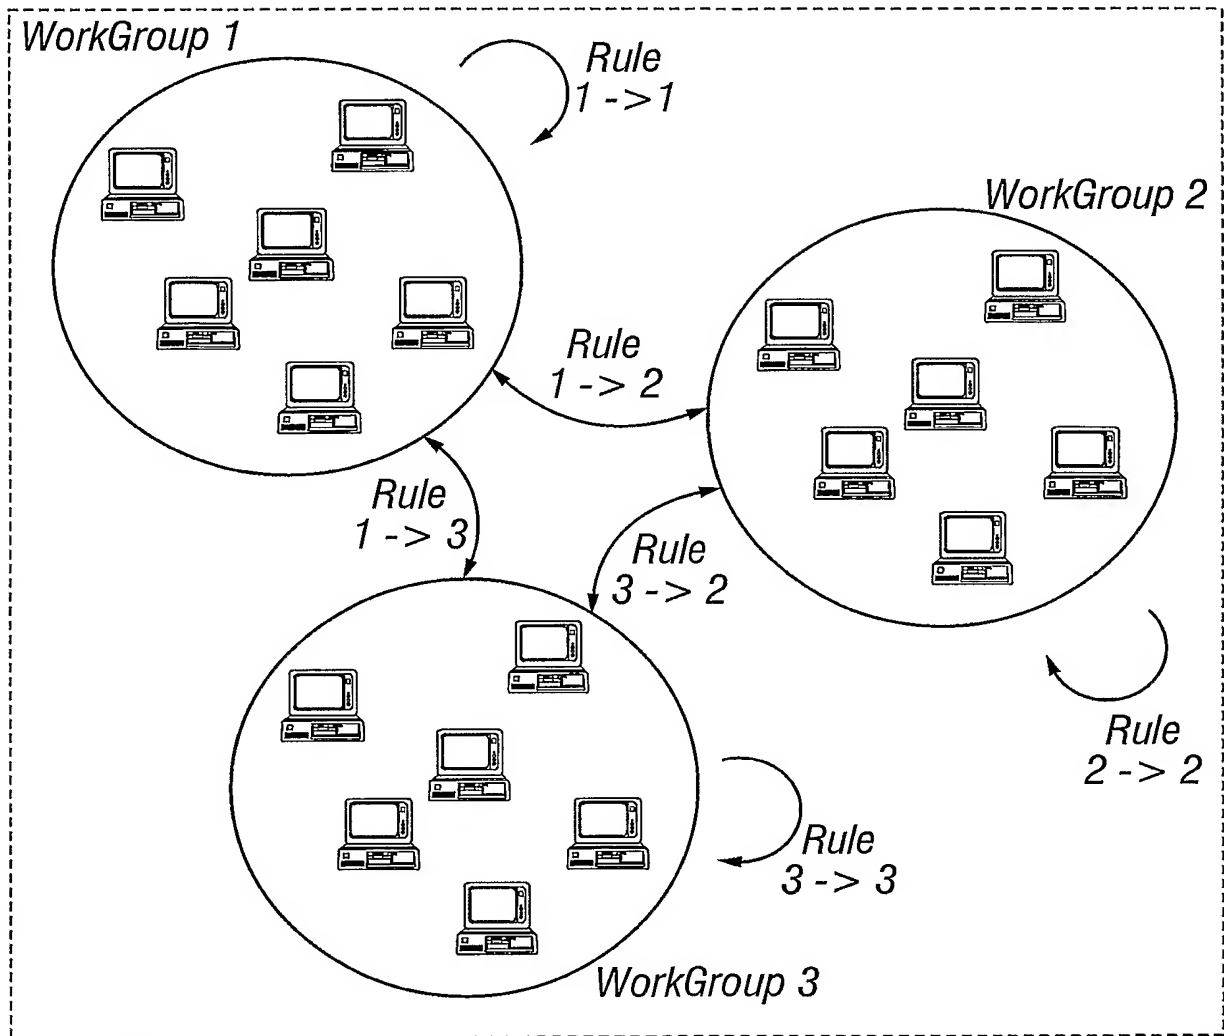 WorkGroup 1
Rule
1 ->1
WorkGroup 2
Rule
1 -> 2
Rule
1 -> 3
Rule
3 -> 2
Rule
2 -> 2
Rule
3 -> 3
WorkGroup 3